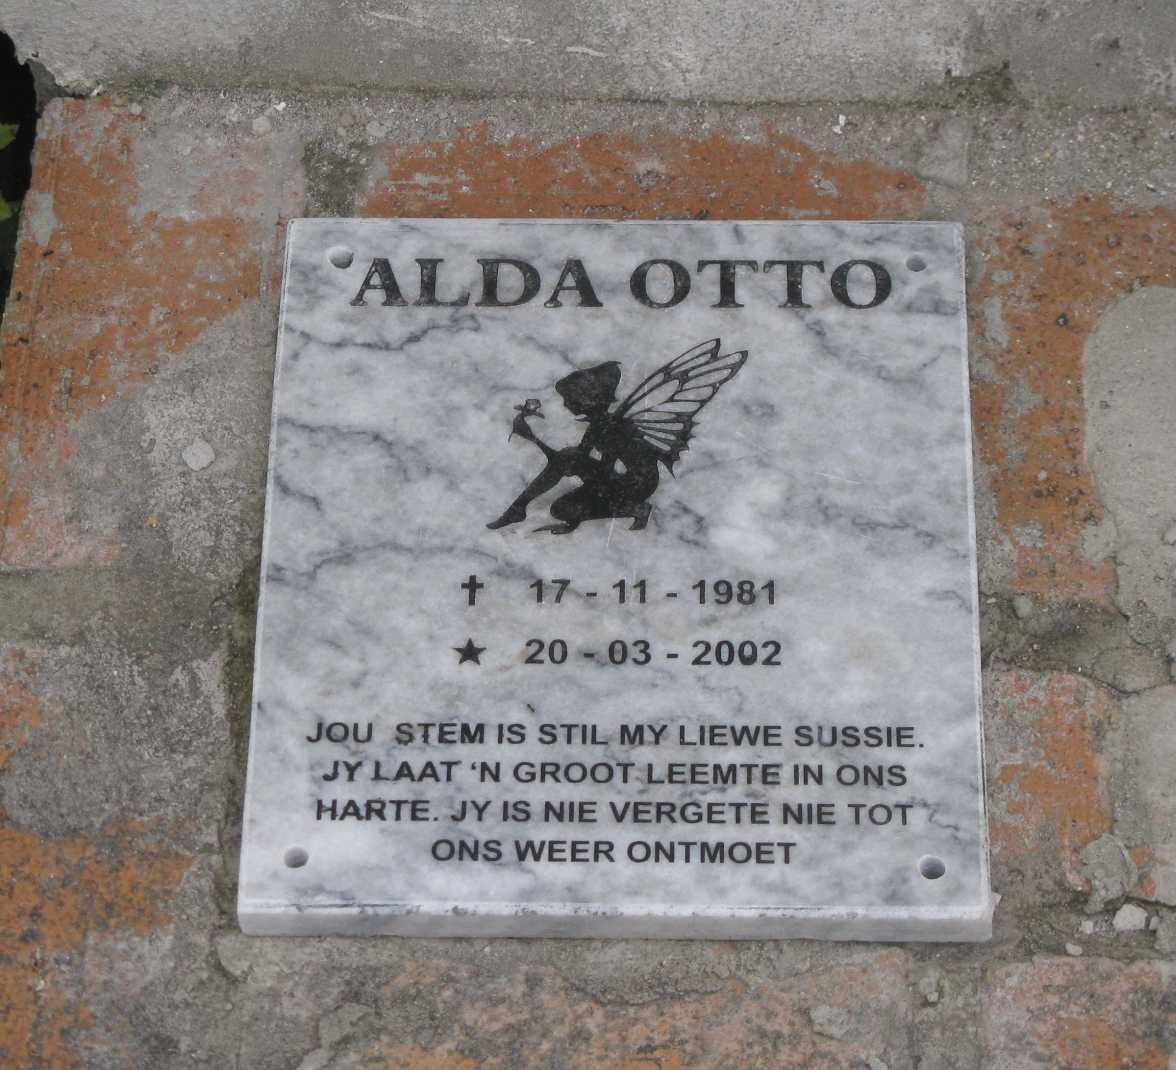 ALDA OTTO
✝ 17 - 11 - 1981
★ 20 - 03 - 2002
JOU STEM IS STIL MY LIEWE SUSSIE.
JY LAAT ‘N GROOT LEEMTE IN ONS
HARTE. JY IS NIE VERGETE NIE TOT
ONS WEER ONTMOET